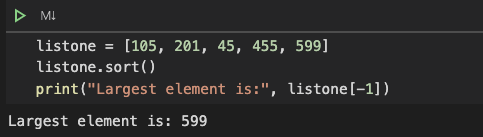 M↓
listone = [105, 201, 45, 455, 599]
listone.sort()
print("Largest element is:", listone[-1])
Largest element is: 599